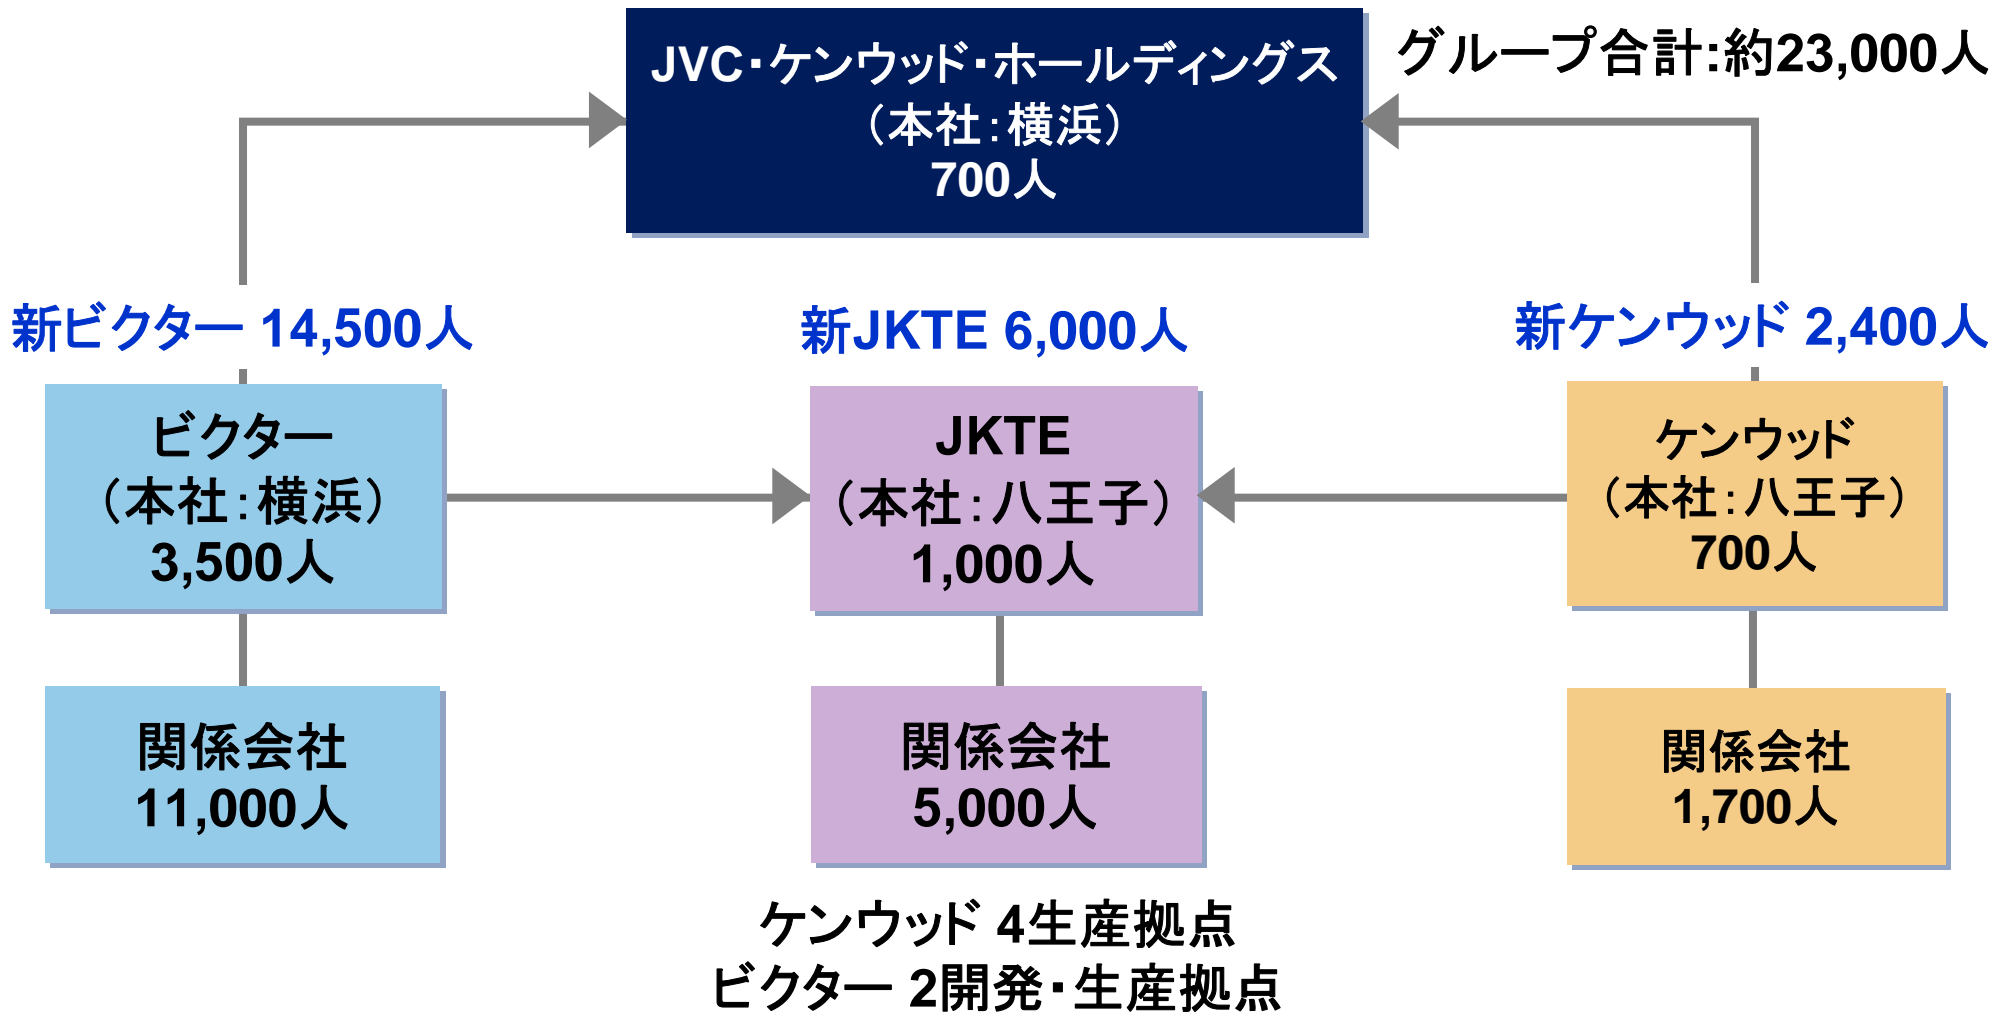 JVC・ケンウッド・ホールディングス
（本社：横浜）
700人
グループ合計:約23,000人
新ビクター 14,500人
新JKTE 6,000人
新ケンウッド 2,400人
ビクター
（本社：横浜）
3,500人
JKTE
（本社：八王子）
1,000人
ケンウッド
（本社：八王子）
700人
関係会社
11,000人
関係会社
5,000人
関係会社
1,700人
ケンウッド 4生産拠点
ビクター 2開発・生産拠点